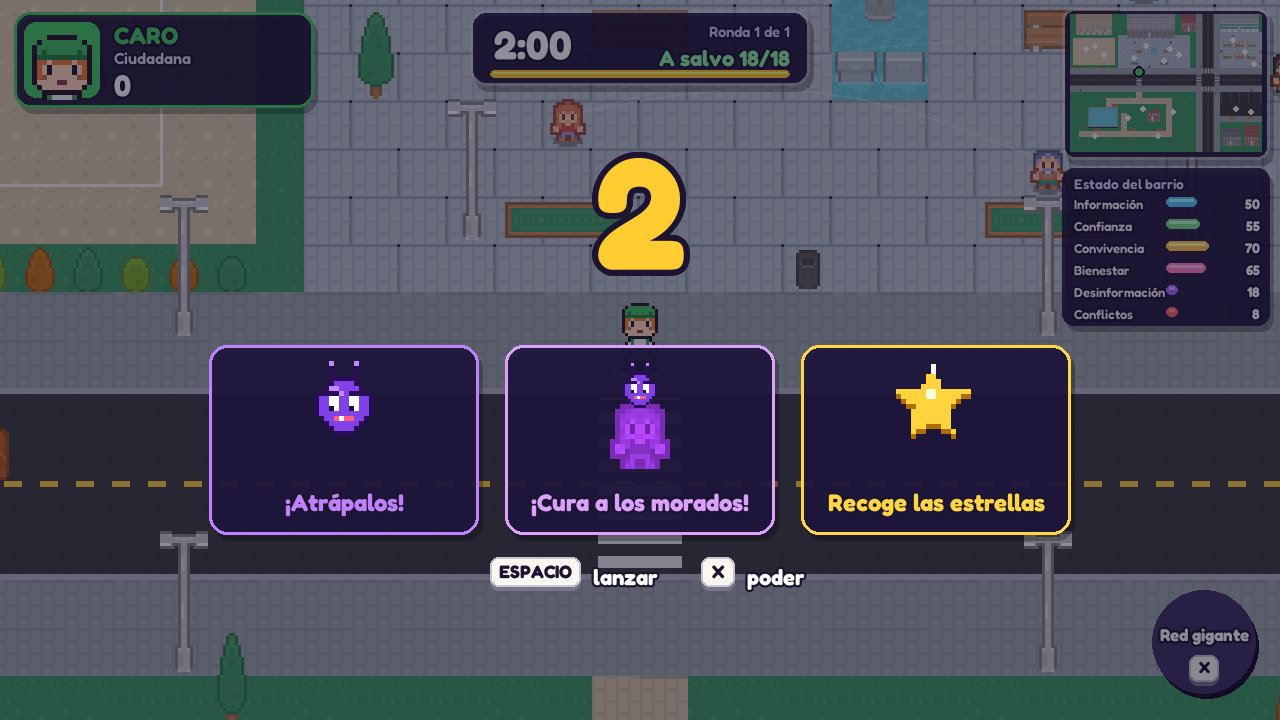 CARO
Ciudadana
0
2:00
Ronda 1 de 1
A salvo 18/18
Estado del barrio
Información 50
Confianza 55
Convivencia 70
Bienestar 65
Desinformación 18
Conflictos 8
2
¡Atrápalos!
¡Cura a los morados!
Recoge las estrellas
ESPACIO lanzar X poder
Red gigante
X